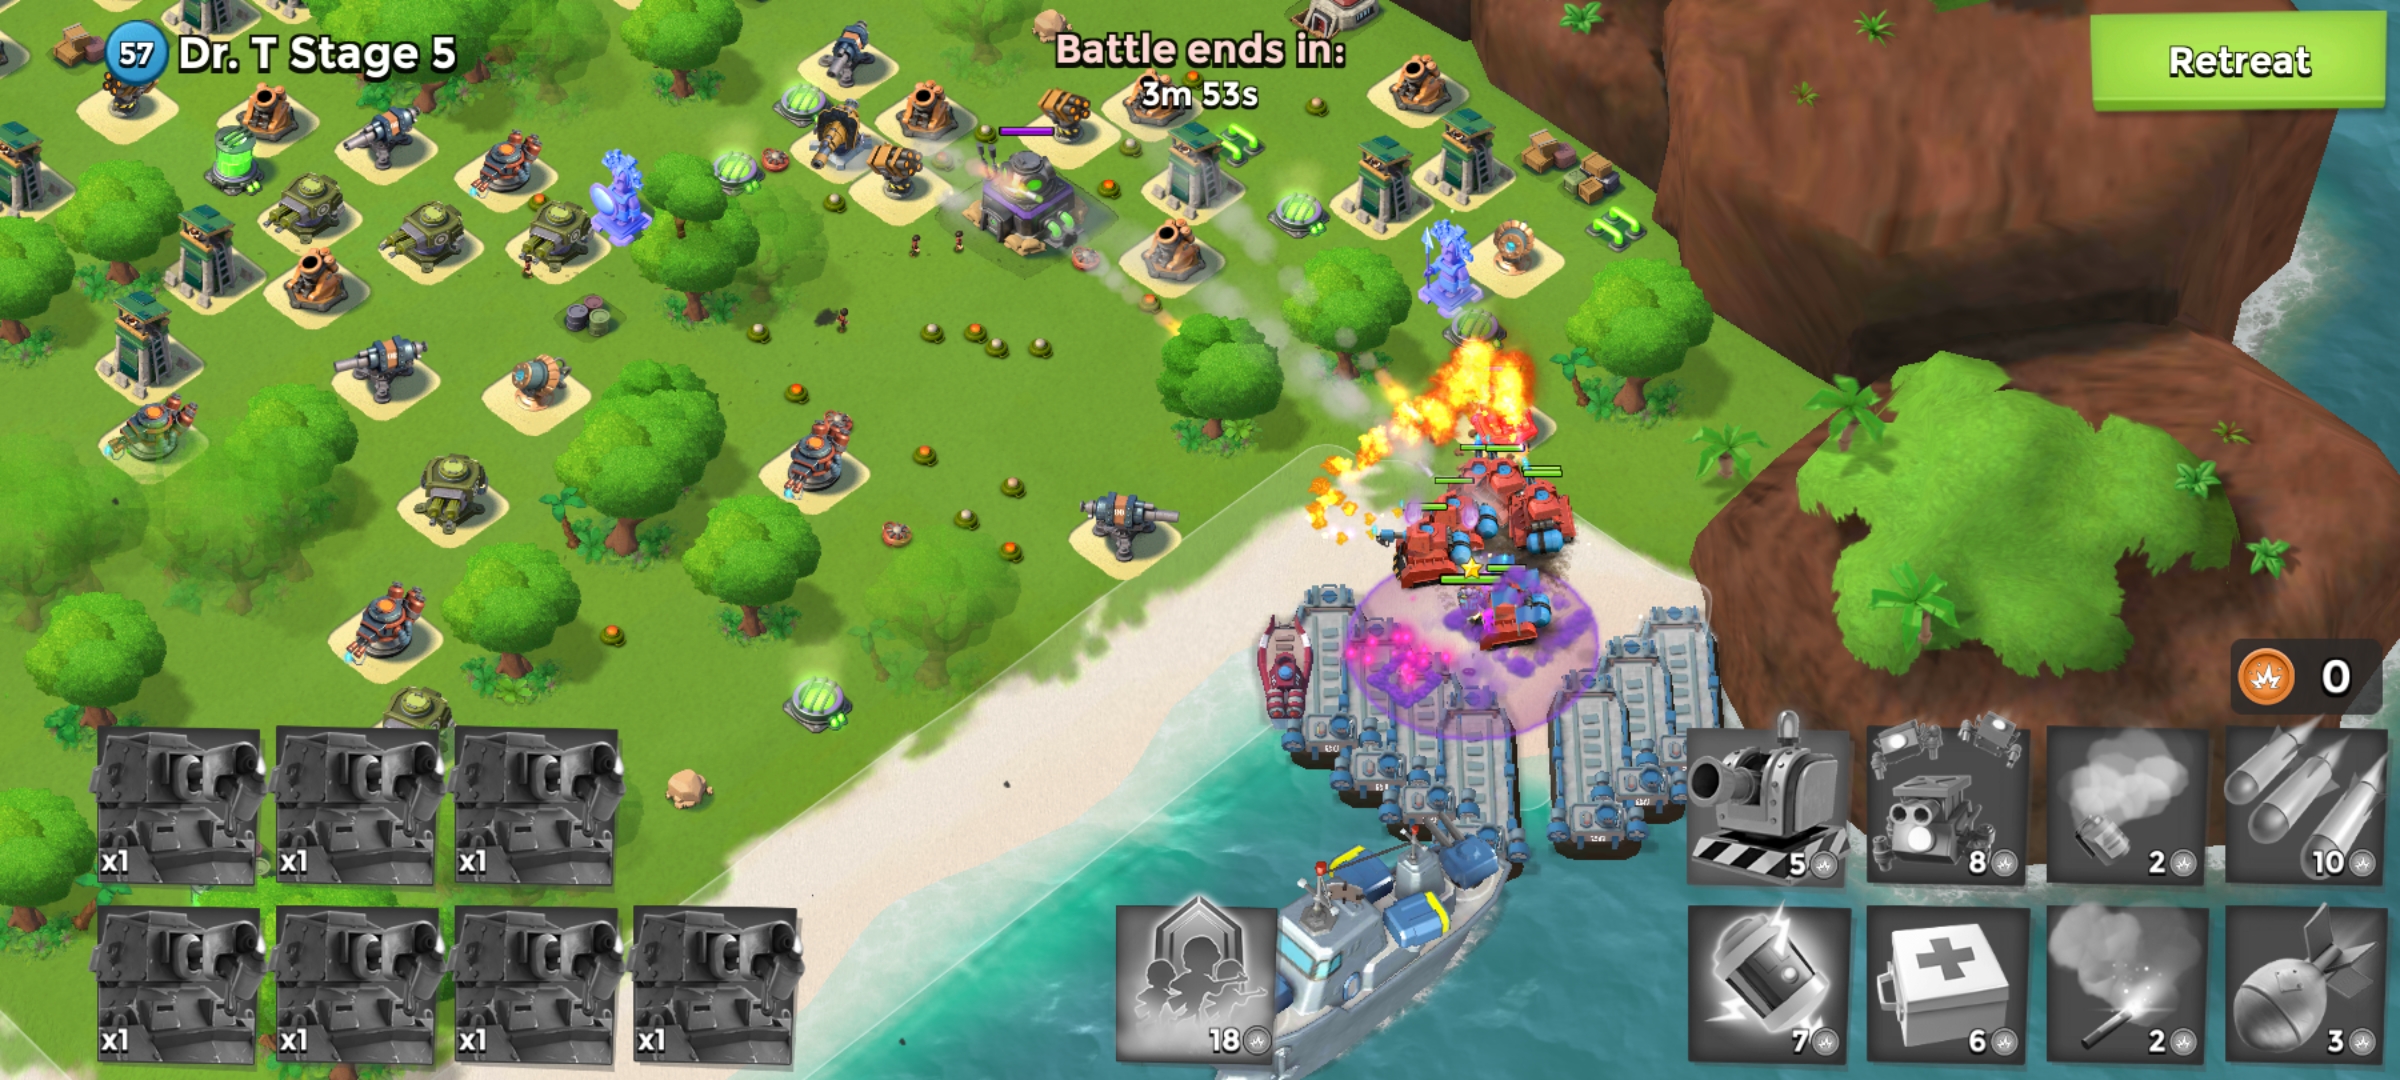 57 Dr. T Stage 5
Battle ends in:
3m 53s
Retreat
0
x1 x1 x1
5 8 2 10
x1 x1 x1 x1
18
7 6 2 3